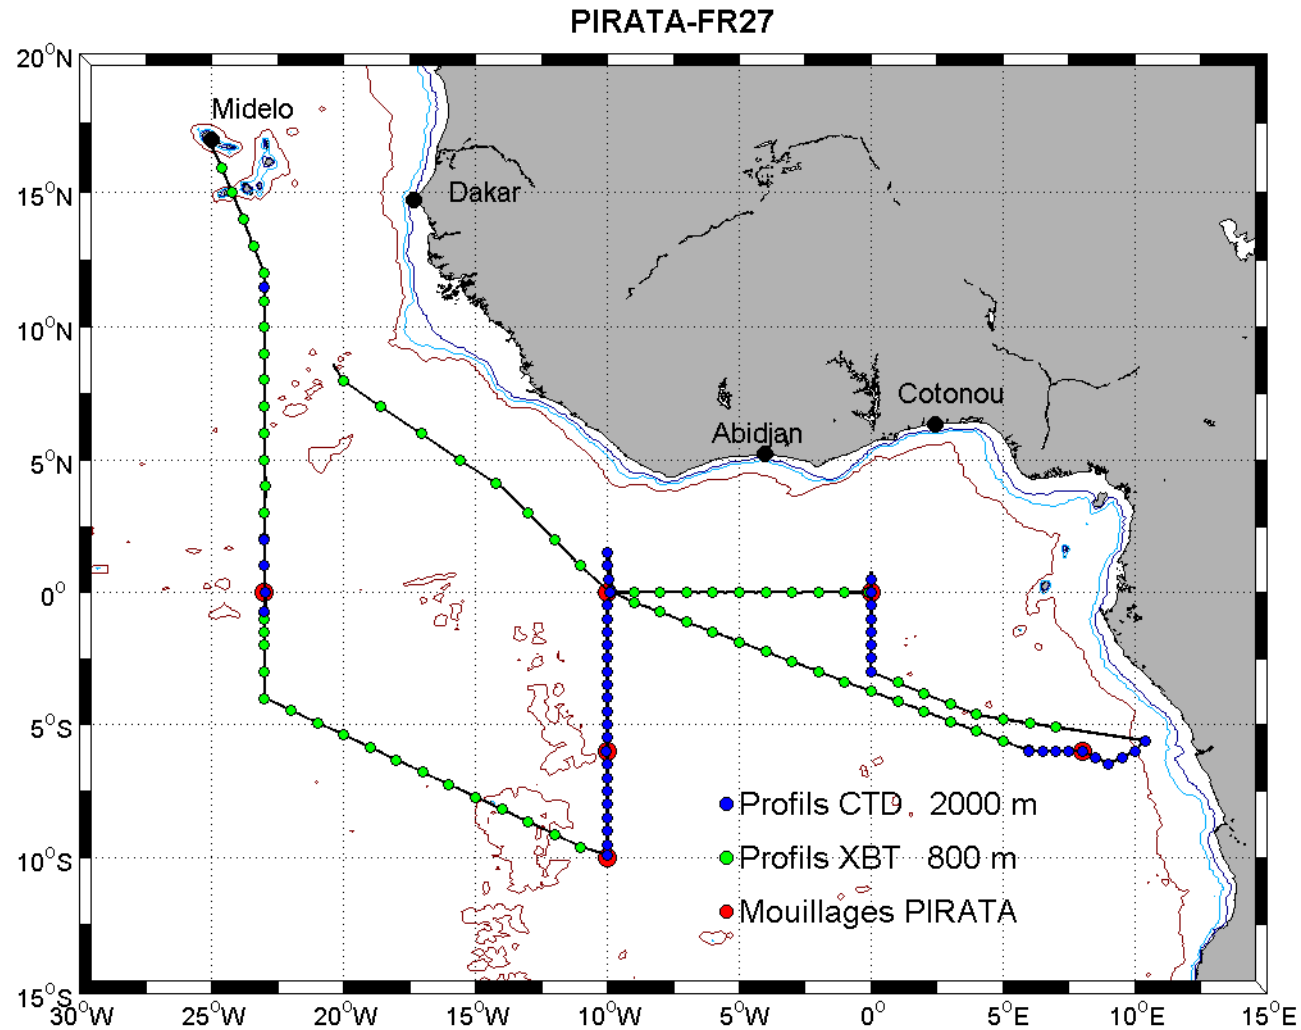 PIRATA-FR27
20°N
Midelo
Dakar
15°N
10°N
Cotonou
Abidjan
5°N
0°
5°S
Profils CTD 2000 m
Profils XBT 800 m
10°S
Mouillages PIRATA
15°S
30°W 25°W 20°W 15°W 10°W 5°W 0° 5°E 10°E 15°E